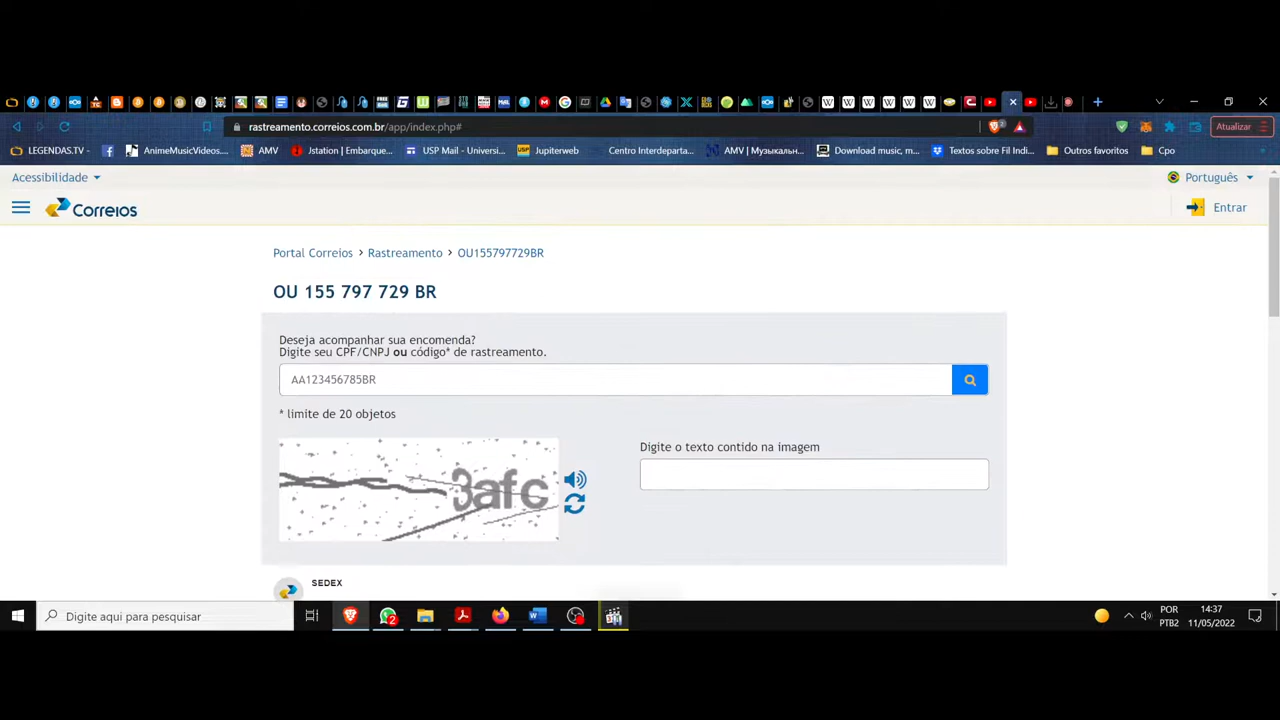 rastreamento.correios.com.br/app/index.php#
Atualizar
LEGENDAS.TV -
AnimeMusicVideos...
AMV
Jstation | Embarque...
USP Mail - Universi...
Jupiterweb
Centro Interdeparta...
AMV | Музыкальн...
Download music, m...
Textos sobre Fil Indi...
Outros favoritos
Cpo
Acessibilidade
Português
Correios
Entrar
Portal Correios > Rastreamento > OU155797729BR
OU 155 797 729 BR
Deseja acompanhar sua encomenda?
Digite seu CPF/CNPJ ou código* de rastreamento.
AA123456785BR
* limite de 20 objetos
Digite o texto contido na imagem
3afc
SEDEX
Digite aqui para pesquisar
2
POR
PTB2
14:37
11/05/2022